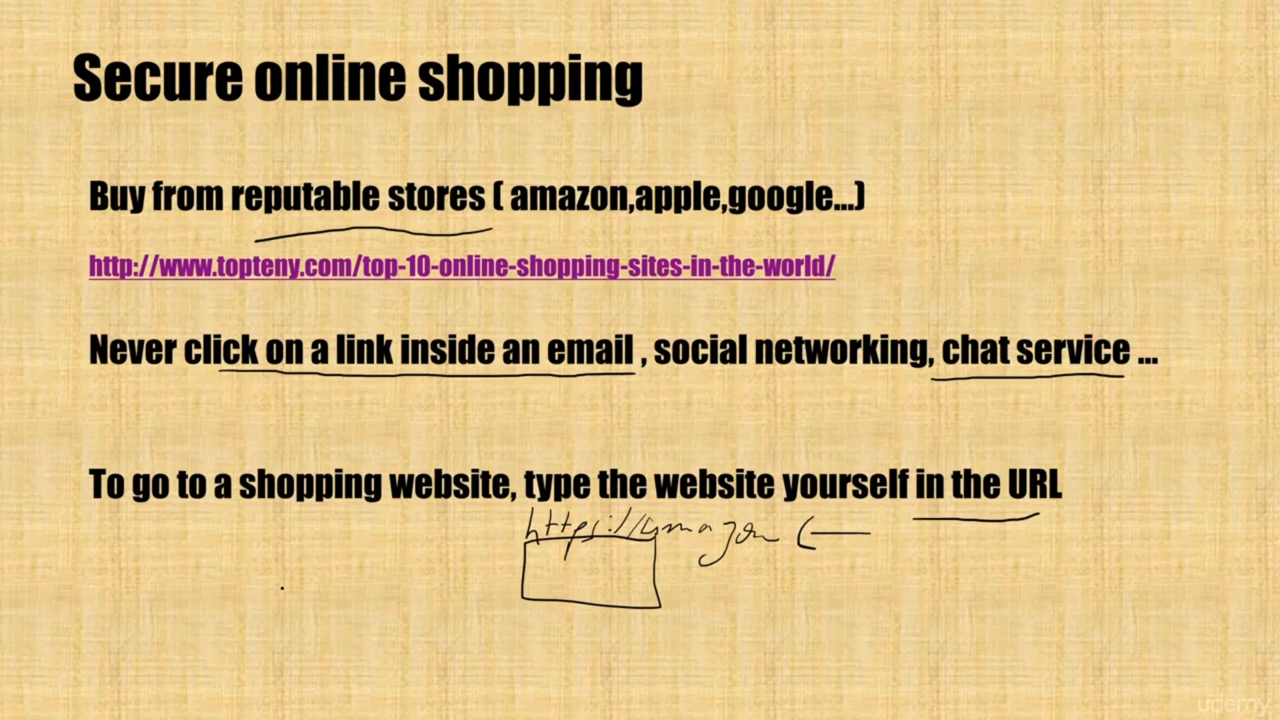 Secure online shopping
Buy from reputable stores ( amazon,apple,google...)
http://www.topteny.com/top-10-online-shopping-sites-in-the-world/
Never click on a link inside an email , social networking, chat service ...
To go to a shopping website, type the website yourself in the URL
https://amazon
udemy